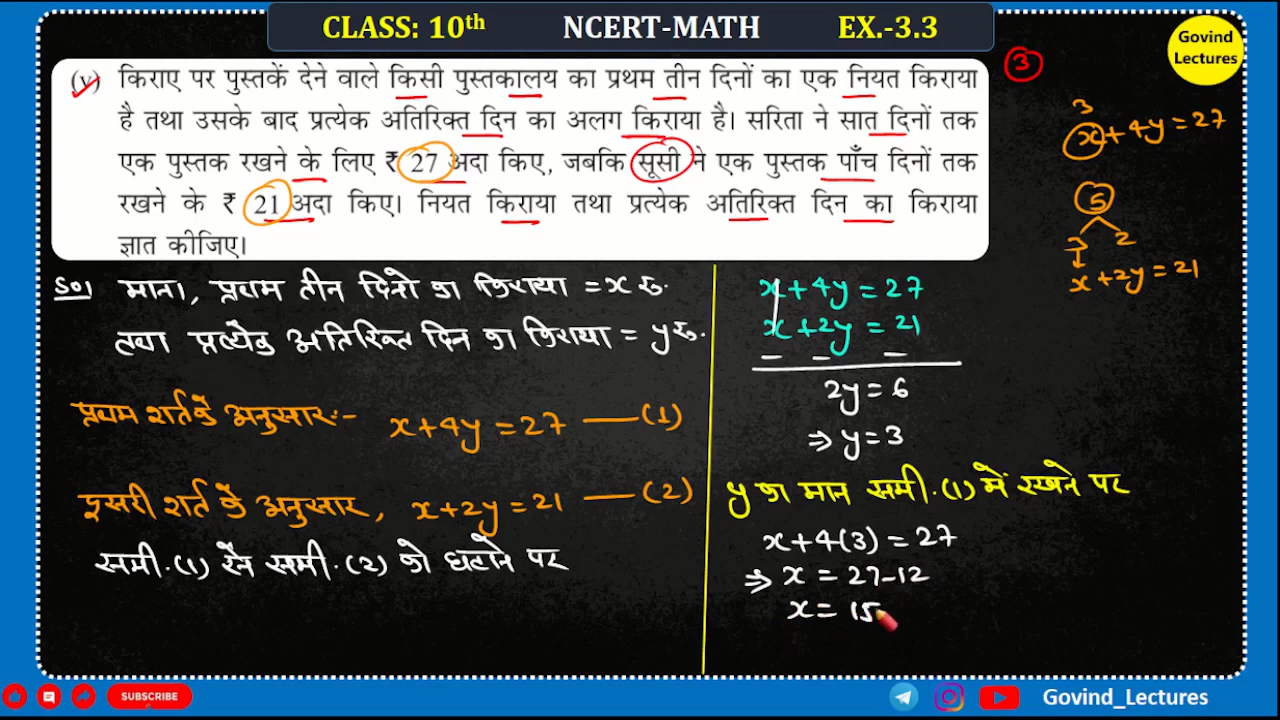 CLASS: 10th NCERT-MATH EX.-3.3
Govind
Lectures
(v) किराए पर पुस्तकें देने वाले किसी पुस्तकालय का प्रथम तीन दिनों का एक नियत किराया
है तथा उसके बाद प्रत्येक अतिरिक्त दिन का अलग किराया है। सरिता ने सात दिनों तक
एक पुस्तक रखने के लिए ₹ 27 अदा किए, जबकि सूसी ने एक पुस्तक पाँच दिनों तक
रखने के ₹ 21 अदा किए। नियत किराया तथा प्रत्येक अतिरिक्त दिन का किराया
ज्ञात कीजिए।
3
3
x+4y=27
5
3 2
x+2y=21
Sol माना, प्रथम तीन दिनो का किराया =x रु.
तथा प्रत्येक अतिरिक्त दिन का किराया = y रु.
प्रथम शर्त के अनुसार:- x+4y=27 —(1)
दूसरी शर्त के अनुसार, x+2y=21 —(2)
समी.(1) में से समी.(2) को घटाने पर
x+4y=27
x+2y=21
– – –
2y=6
⇒ y=3
y का मान समी.(1) में रखने पर
x+4(3)=27
⇒ x=27-12
x=15
SUBSCRIBE
Govind_Lectures